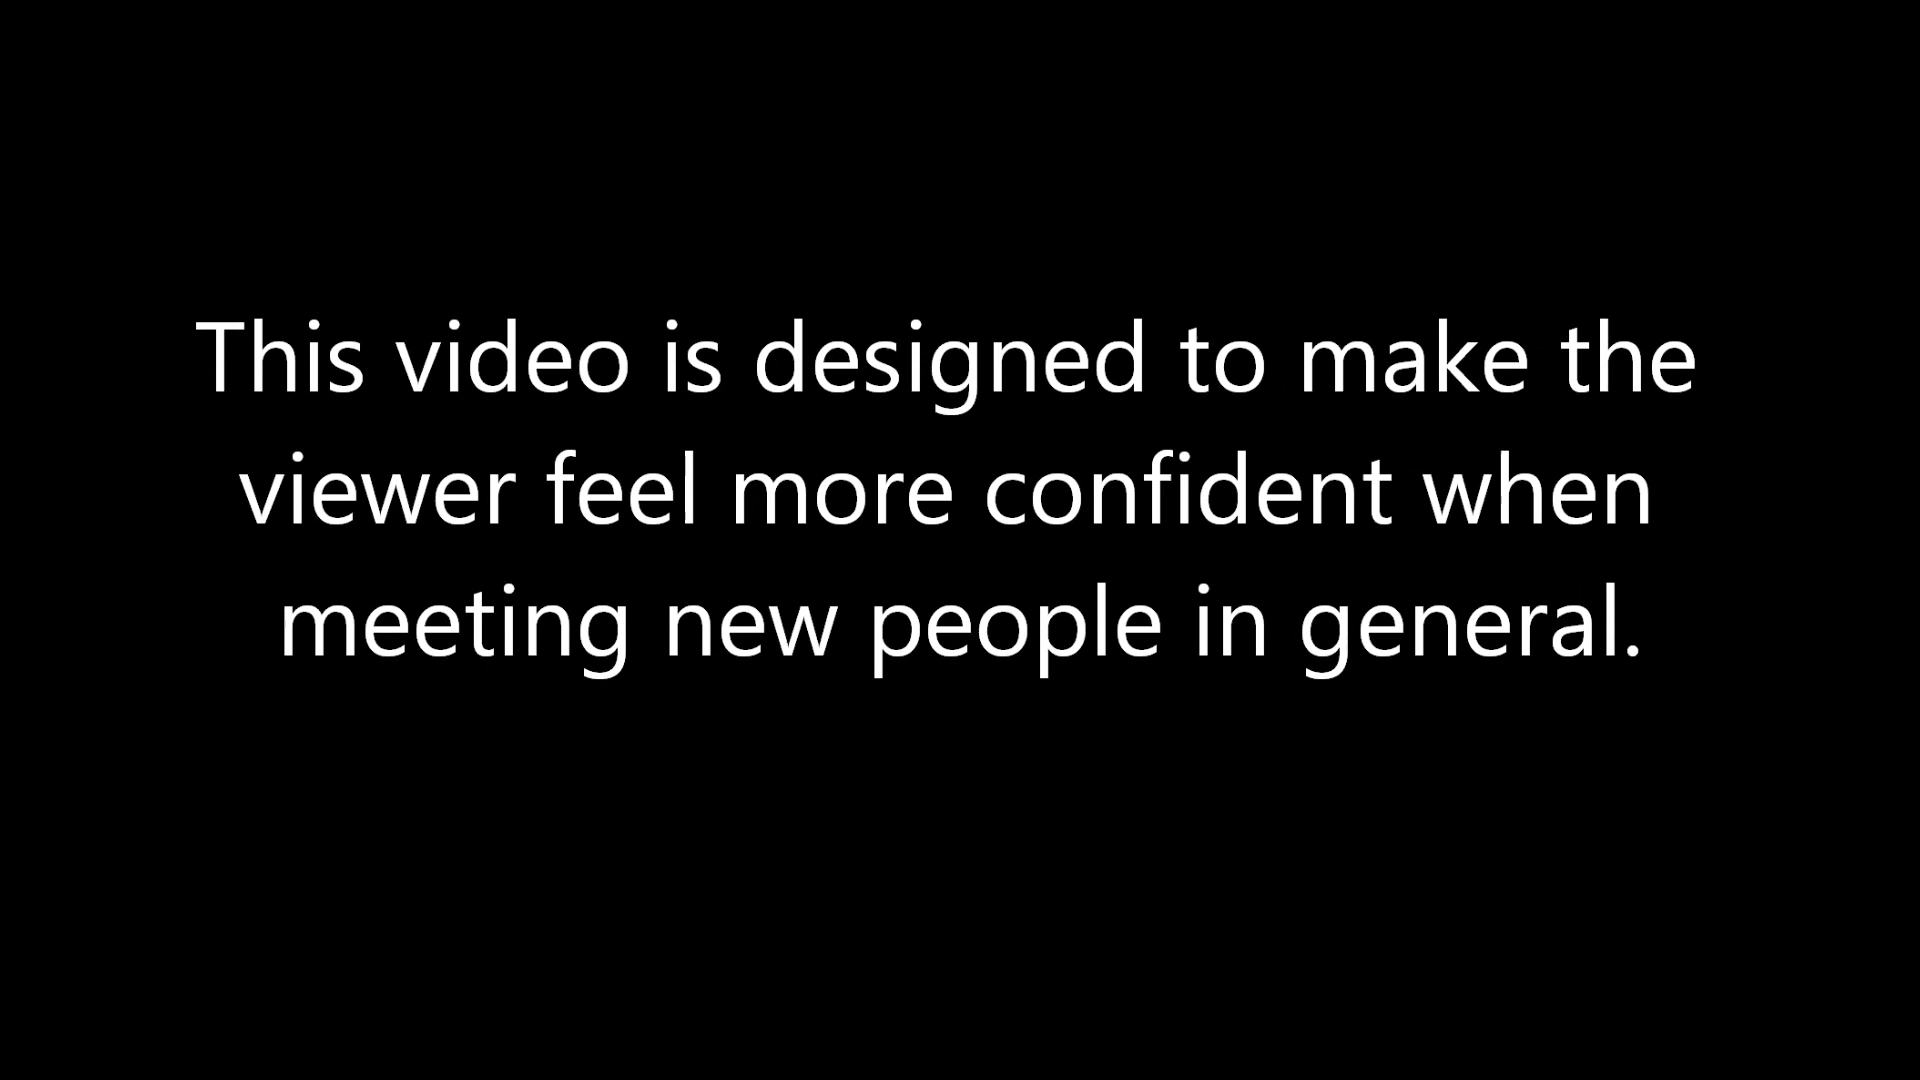 This video is designed to make the
viewer feel more confident when
meeting new people in general.